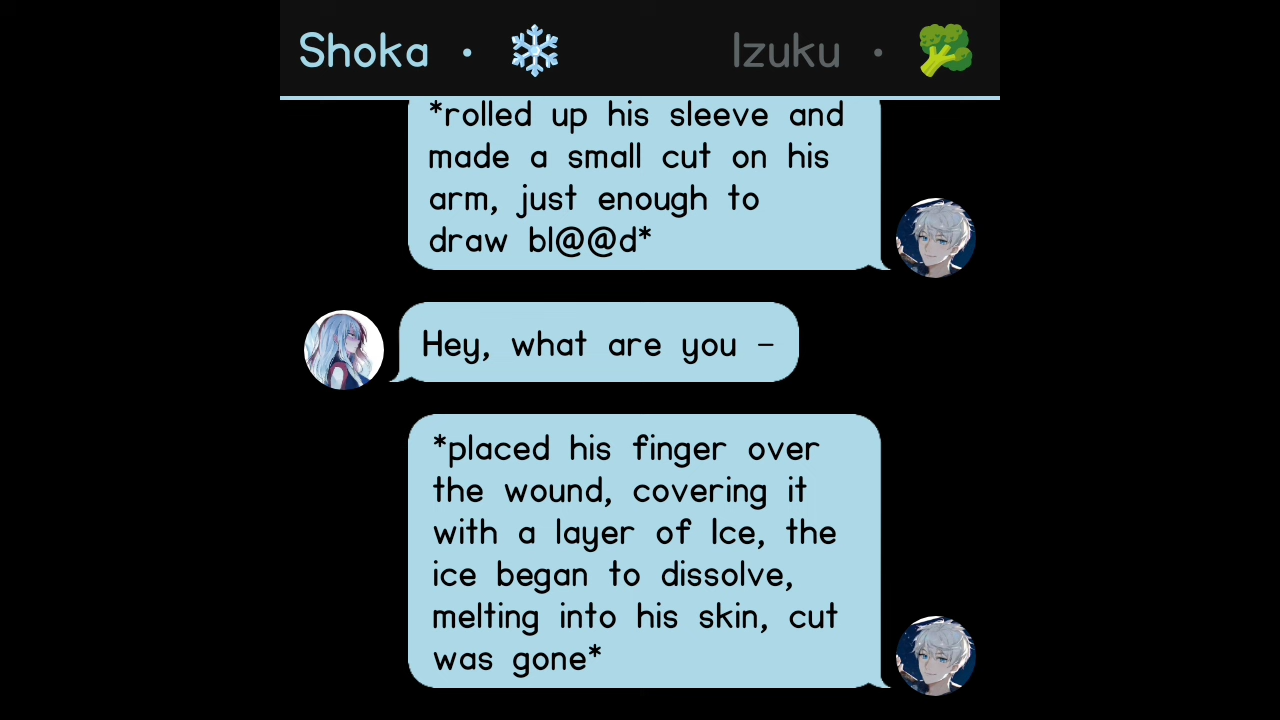 Shoka · Izuku ·
*rolled up his sleeve and
made a small cut on his
arm, just enough to
draw bl@@d*
Hey, what are you -
*placed his finger over
the wound, covering it
with a layer of Ice, the
ice began to dissolve,
melting into his skin, cut
was gone*